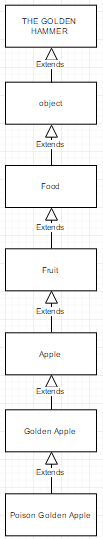 THE GOLDEN
HAMMER
Extends
object
Extends
Food
Extends
Fruit
Extends
Apple
Extends
Golden Apple
Extends
Poison Golden Apple